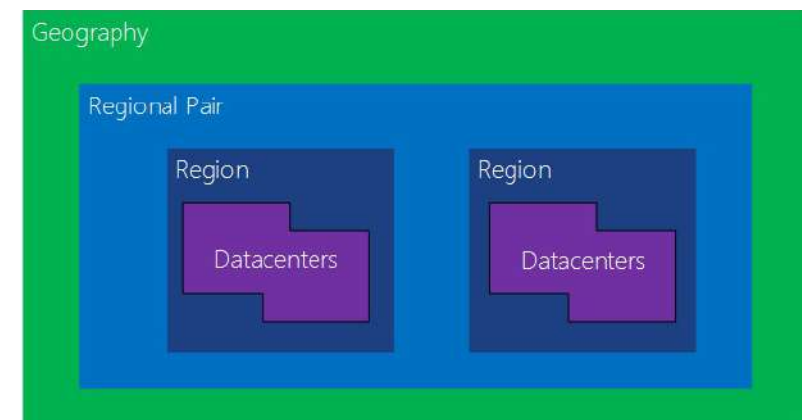 Geography
Regional Pair
Region
Region
Datacenters
Datacenters